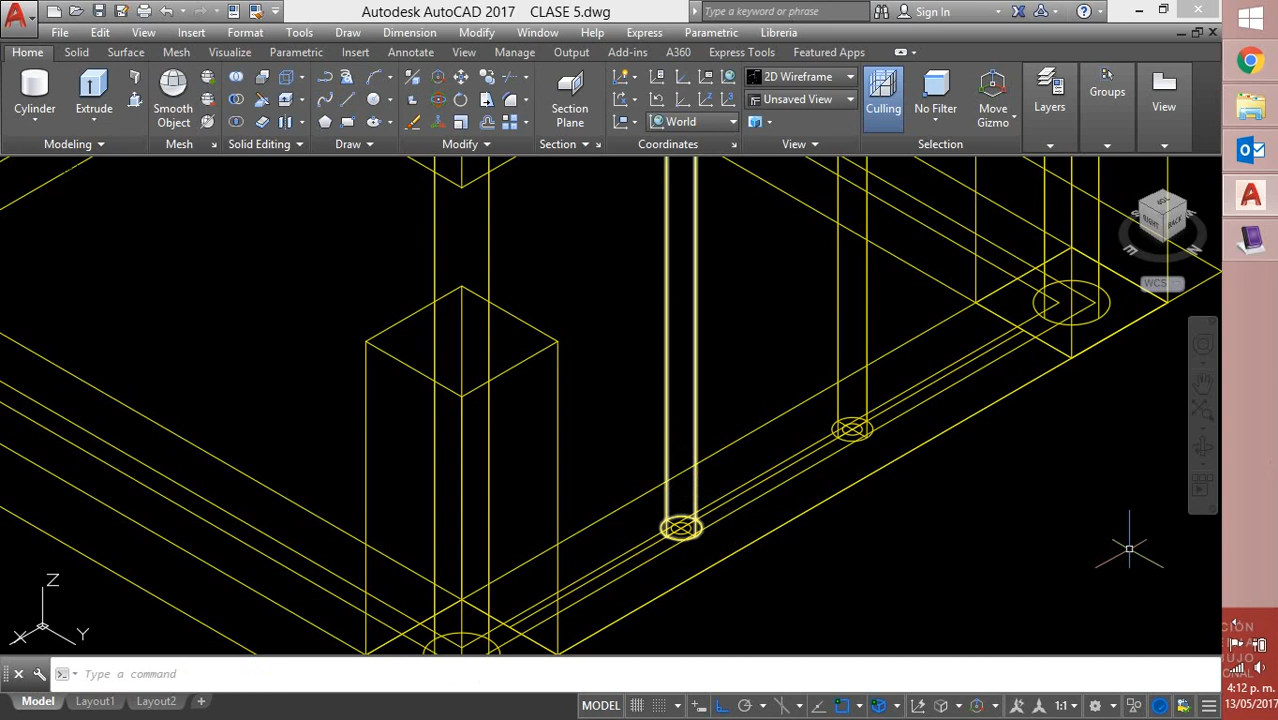 Autodesk AutoCAD 2017 CLASE 5.dwg
Type a keyword or phrase
Sign In
File Edit View Insert Format Tools Draw Dimension Modify Window Help Express Parametric Libreria
Home Solid Surface Mesh Visualize Parametric Insert Annotate View Manage Output Add-ins A360 Express Tools Featured Apps
2D Wireframe
Unsaved View
World
Cylinder Extrude Smooth Object Section Plane Culling No Filter Move Gizmo Layers Groups View
Modeling Mesh Solid Editing Draw Modify Section Coordinates View Selection
RIGHT BACK
E N
WCS
Z
X Y
Type a command
Model Layout1 Layout2 +
MODEL 1:1
4:12 p. m.
13/05/2017